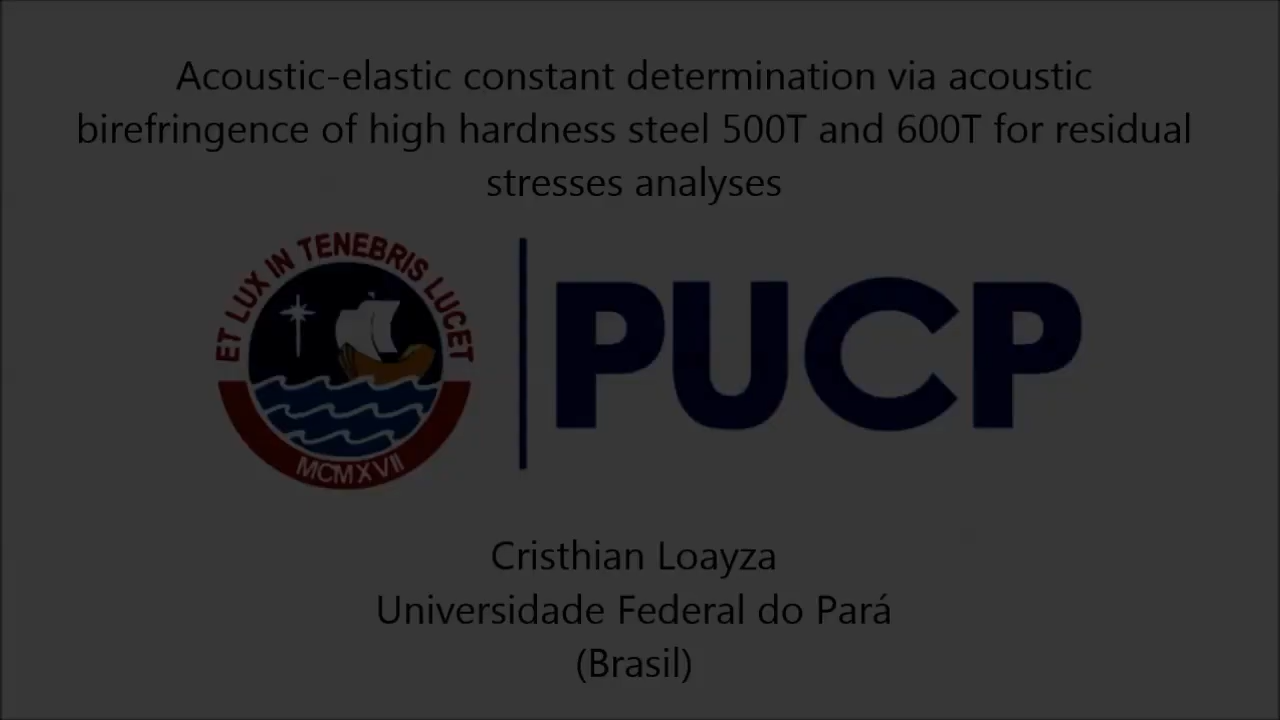 Acoustic-elastic constant determination via acoustic
birefringence of high hardness steel 500T and 600T for residual
stresses analyses
ET LUX IN TENEBRIS LUCET
MCMXVII
PUCP
Cristhian Loayza
Universidade Federal do Pará
(Brasil)